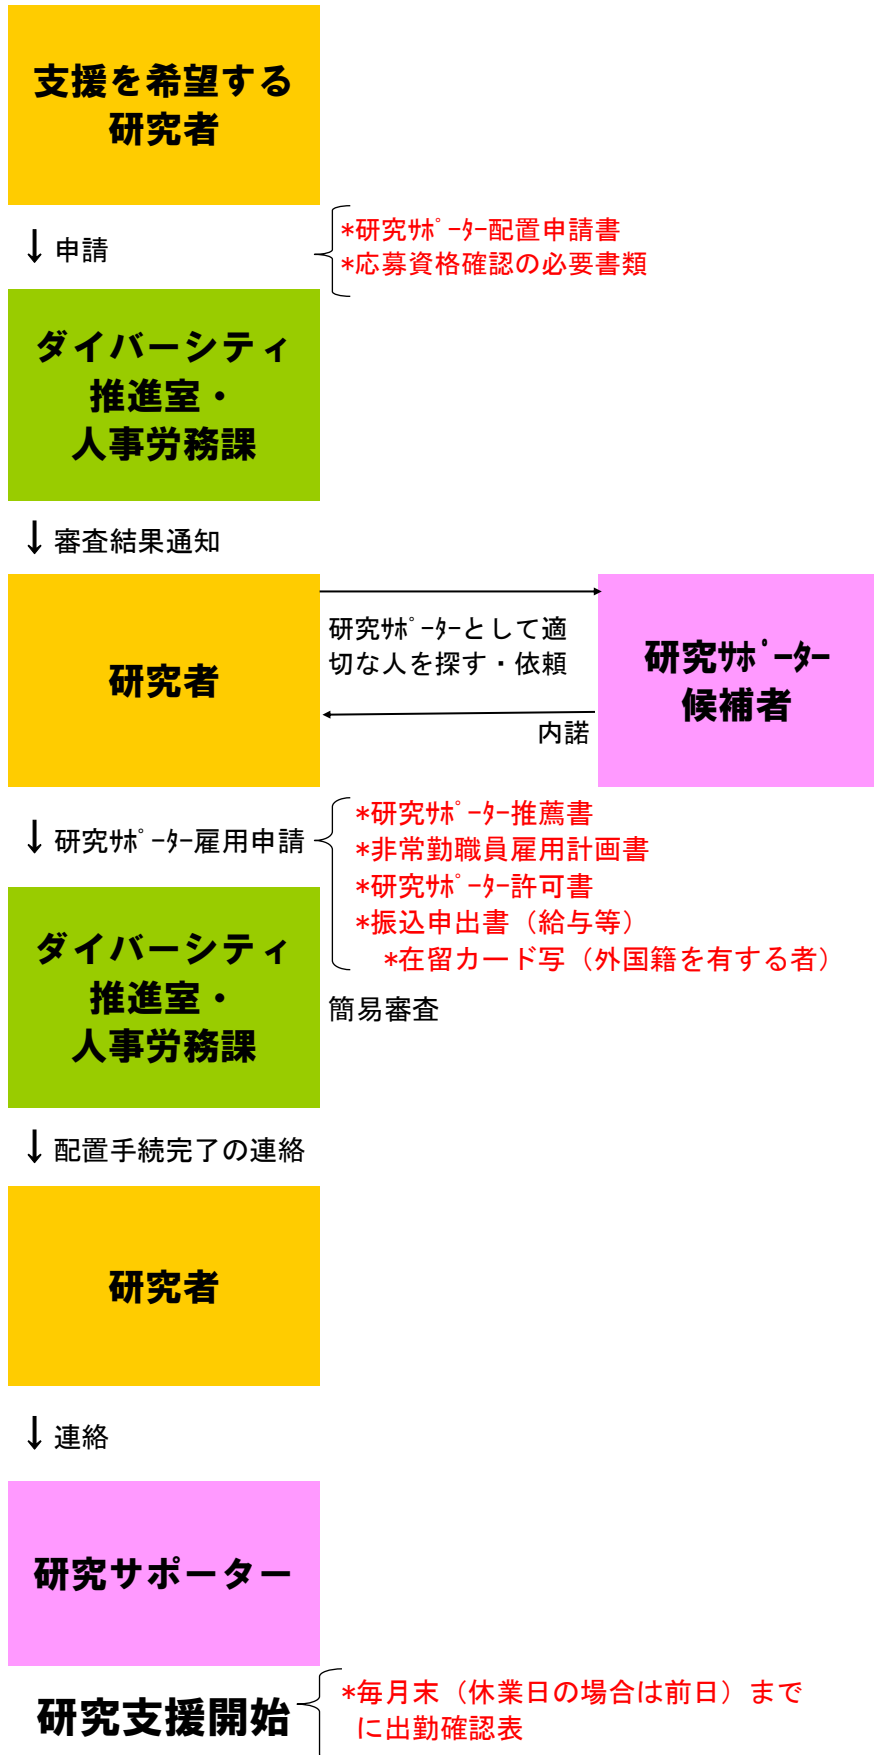 支援を希望する
研究者
↓ 申請
*研究ｻﾎﾟｰﾀｰ配置申請書
*応募資格確認の必要書類
ダイバーシティ
推進室・
人事労務課
↓ 審査結果通知
研究者
研究ｻﾎﾟｰﾀｰとして適
切な人を探す・依頼
内諾
研究ｻﾎﾟｰﾀｰ
候補者
↓ 研究ｻﾎﾟｰﾀｰ雇用申請
*研究ｻﾎﾟｰﾀｰ推薦書
*非常勤職員雇用計画書
*研究ｻﾎﾟｰﾀｰ許可書
*振込申出書（給与等）
*在留カード写（外国籍を有する者）
ダイバーシティ
推進室・
人事労務課
簡易審査
↓ 配置手続完了の連絡
研究者
↓ 連絡
研究サポーター
研究支援開始
*毎月末（休業日の場合は前日）まで
に出勤確認表